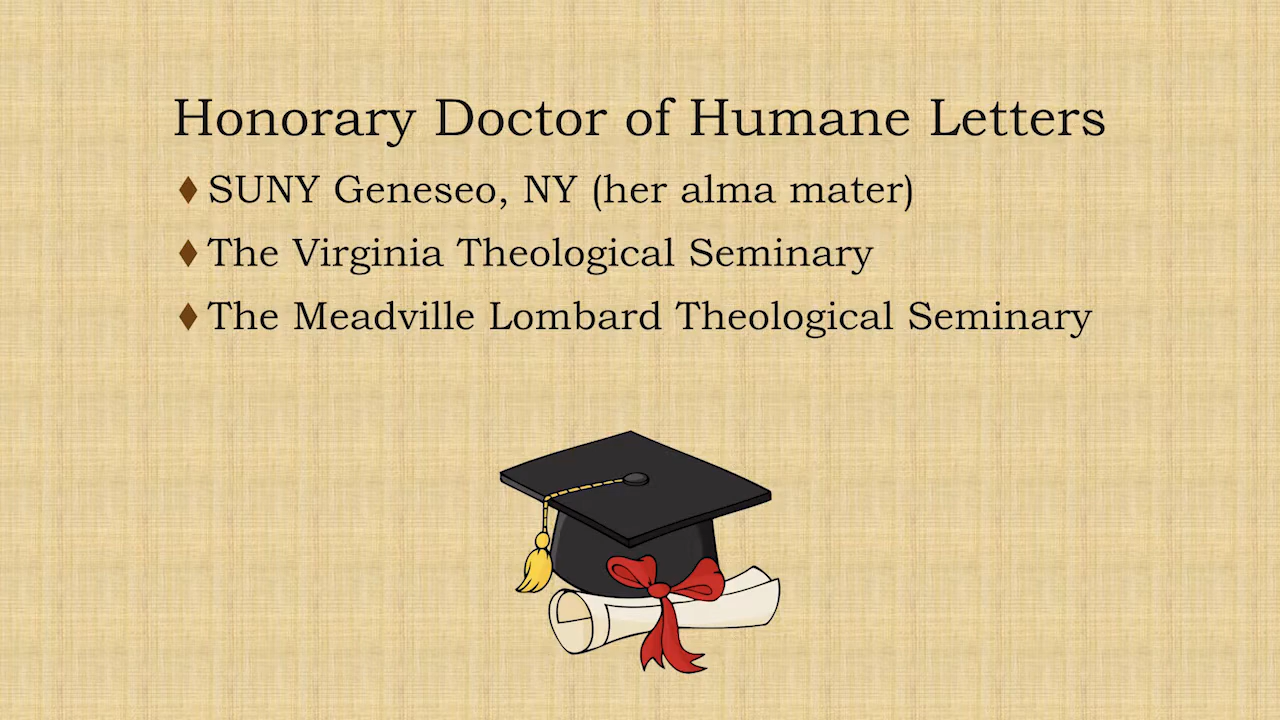 Honorary Doctor of Humane Letters
♦ SUNY Geneseo, NY (her alma mater)
♦ The Virginia Theological Seminary
♦ The Meadville Lombard Theological Seminary